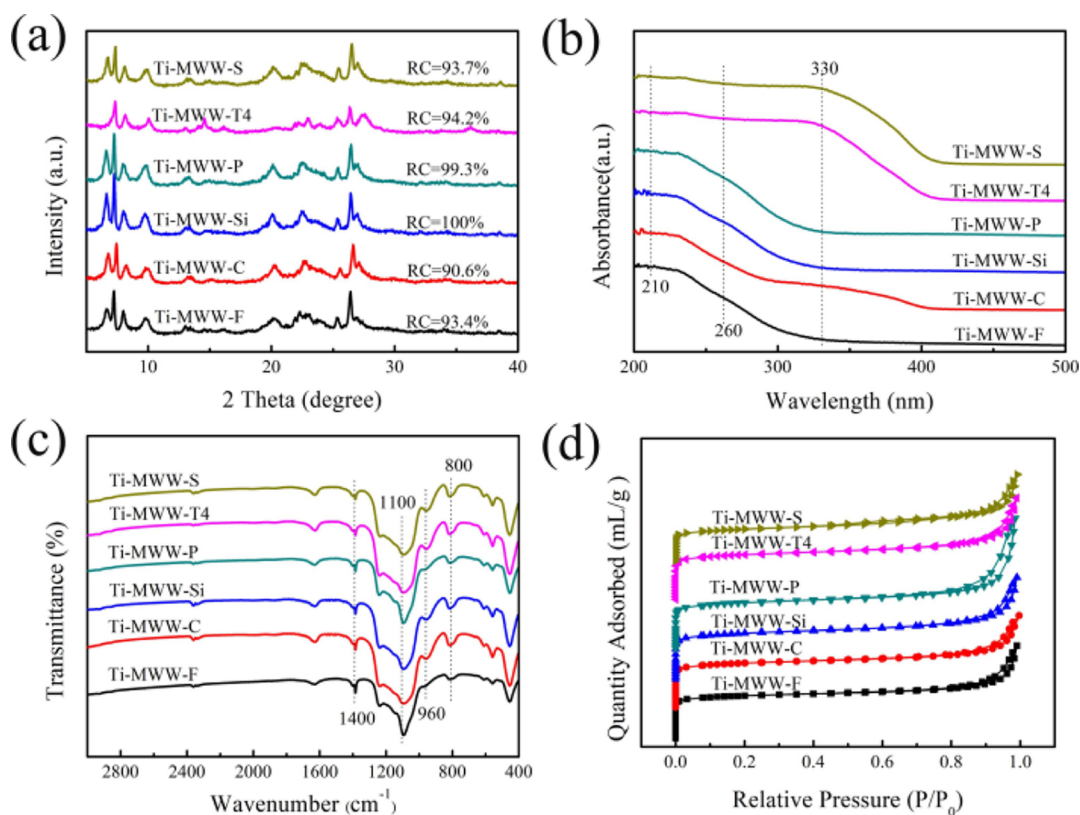 (a)
Intensity (a.u.)
Ti-MWW-S RC=93.7%
Ti-MWW-T4 RC=94.2%
Ti-MWW-P RC=99.3%
Ti-MWW-Si RC=100%
Ti-MWW-C RC=90.6%
Ti-MWW-F RC=93.4%
10 20 30 40
2 Theta (degree)
(b)
Absorbance(a.u.)
330
Ti-MWW-S
Ti-MWW-T4
Ti-MWW-P
Ti-MWW-Si
210
Ti-MWW-C
260
Ti-MWW-F
200 300 400 500
Wavelength (nm)
(c)
Transmittance (%)
800
Ti-MWW-S
1100
Ti-MWW-T4
Ti-MWW-P
Ti-MWW-Si
Ti-MWW-C
Ti-MWW-F
1400 960
2800 2400 2000 1600 1200 800 400
Wavenumber (cm⁻¹)
(d)
Quantity Adsorbed (mL/g)
Ti-MWW-S
Ti-MWW-T4
Ti-MWW-P
Ti-MWW-Si
Ti-MWW-C
Ti-MWW-F
0.0 0.2 0.4 0.6 0.8 1.0
Relative Pressure (P/P₀)